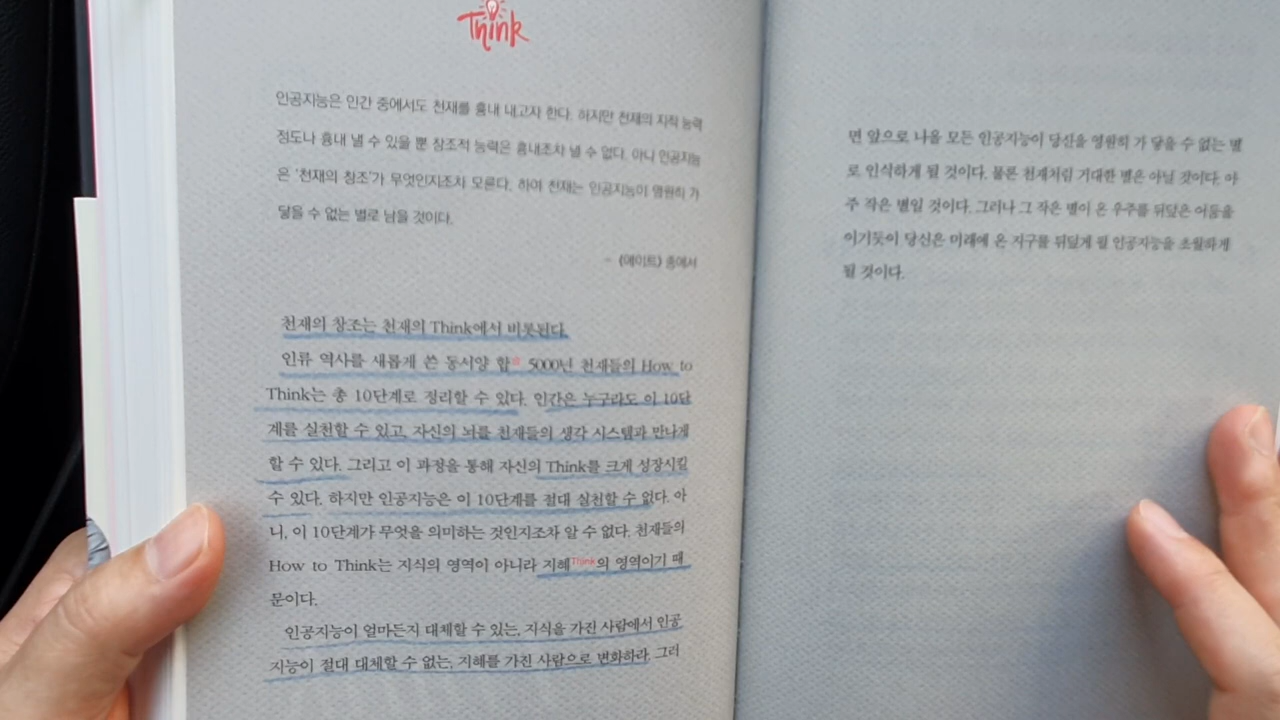 Think
인공지능은 인간 중에서도 천재를 흉내 내고자 한다. 하지만 천재의 지적 능력
정도나 흉내 낼 수 있을 뿐 창조적 능력은 흉내조차 낼 수 없다. 아니 인공지능
은 '천재의 창조'가 무엇인지조차 모른다. 하여 천재는 인공지능이 영원히 가
닿을 수 없는 별로 남을 것이다.
- 《에이트》 중에서
천재의 창조는 천재의 Think에서 비롯된다.
인류 역사를 새롭게 쓴 동서양 합 5000년 천재들의 How to
Think는 총 10단계로 정리할 수 있다. 인간은 누구라도 이 10단
계를 실천할 수 있고, 자신의 뇌를 천재들의 생각 시스템과 만나게
할 수 있다. 그리고 이 과정을 통해 자신의 Think를 크게 성장시킬
수 있다. 하지만 인공지능은 이 10단계를 절대 실천할 수 없다. 아
니, 이 10단계가 무엇을 의미하는 것인지조차 알 수 없다. 천재들의
How to Think는 지식의 영역이 아니라 지혜Think의 영역이기 때
문이다.
인공지능이 얼마든지 대체할 수 있는, 지식을 가진 사람에서 인공
지능이 절대 대체할 수 없는, 지혜를 가진 사람으로 변화하라. 그러
면 앞으로 나올 모든 인공지능이 당신을 영원히 가 닿을 수 없는 별
로 인식하게 될 것이다. 물론 천재처럼 거대한 별은 아닐 것이다. 아
주 작은 별일 것이다. 그러나 그 작은 별이 온 우주를 뒤덮은 어둠을
이기듯이 당신은 미래에 온 지구를 뒤덮게 될 인공지능을 초월하게
될 것이다.